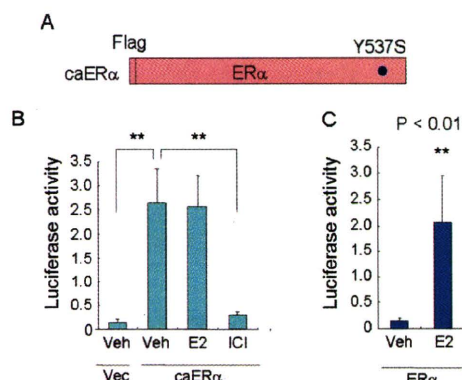 A
Flag
Y537S
caERα
ERα
B
**
**
Luciferase activity
3.5
3.0
2.5
2.0
1.5
1.0
0.5
0
Veh
Veh
E2
ICI
Vec
caERα
C
P < 0.01
**
Luciferase activity
3.5
3.0
2.5
2.0
1.5
1.0
0.5
0
Veh
E2
ERα